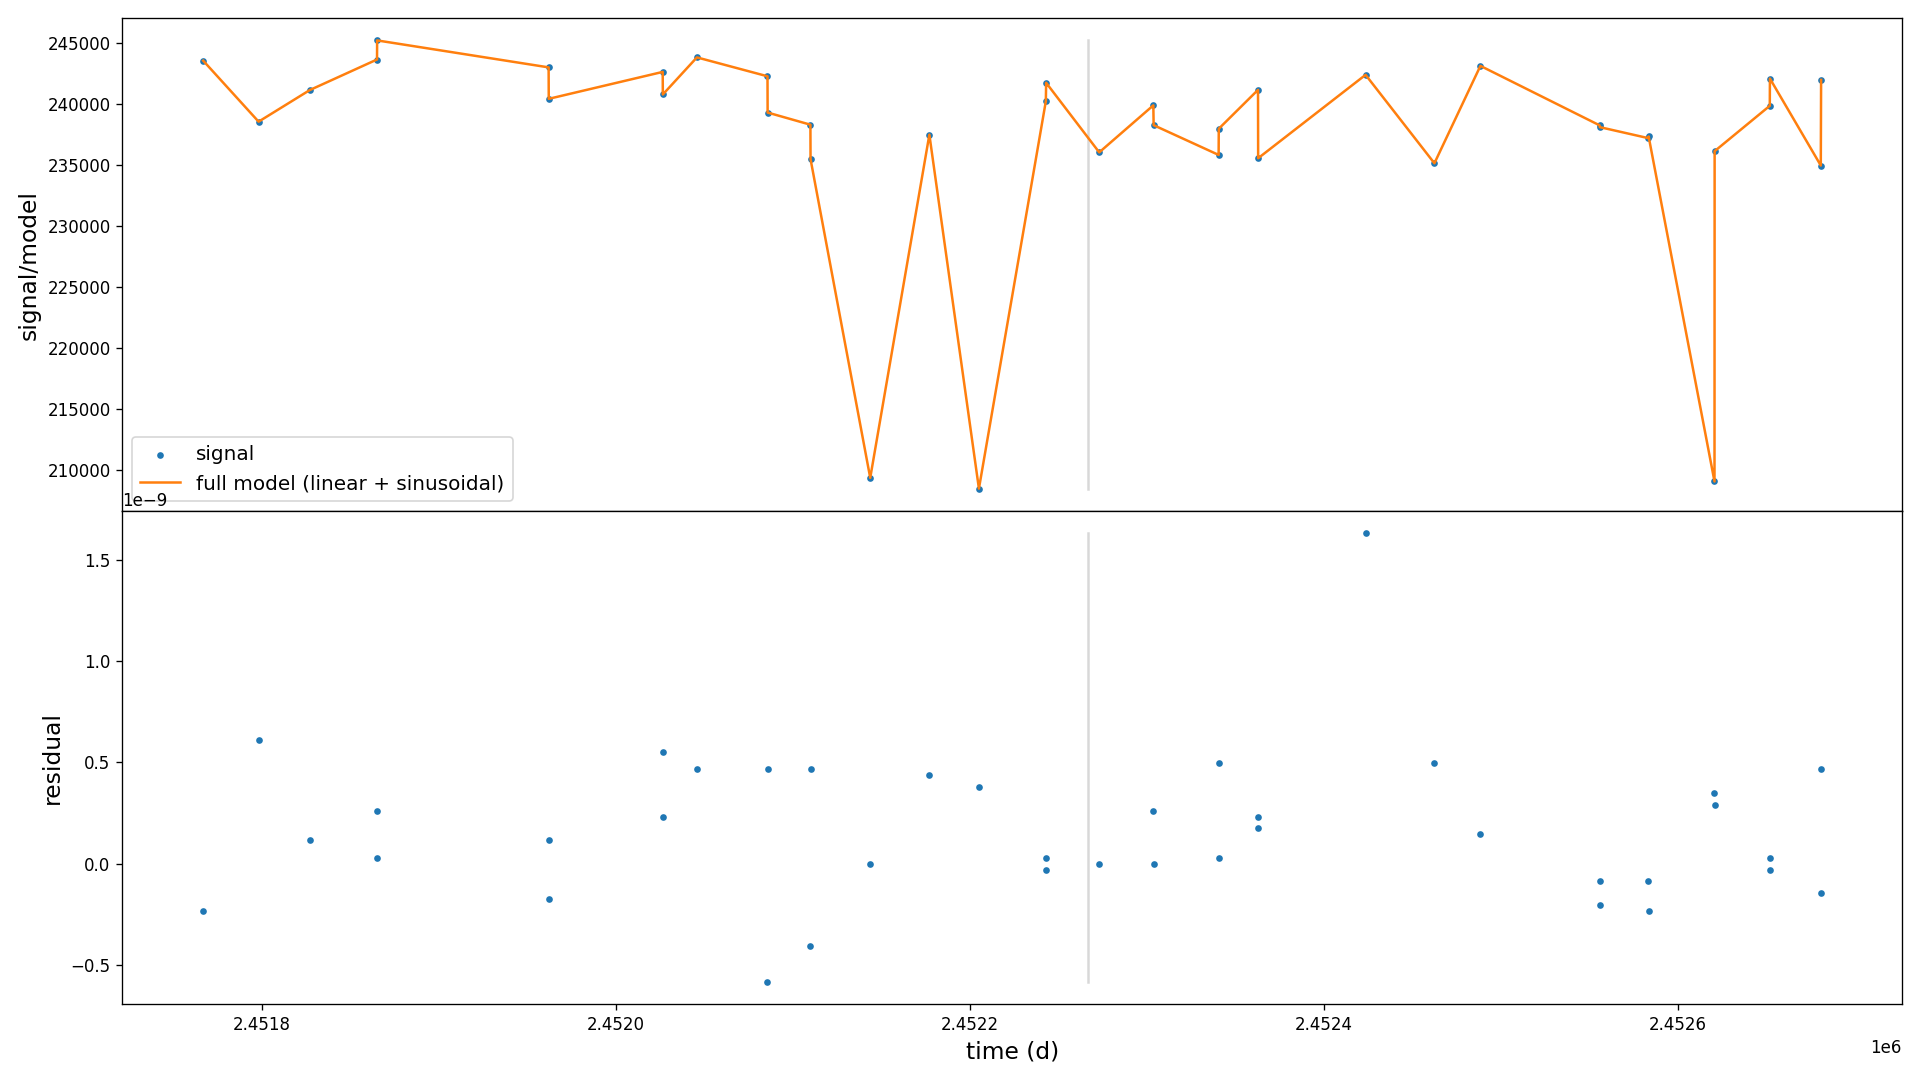 245000
240000
235000
230000
225000
220000
215000
210000
signal/model
signal
full model (linear + sinusoidal)
1e−9
1.5
1.0
0.5
0.0
−0.5
residual
2.4518
2.4520
2.4522
2.4524
2.4526
time (d)
1e6